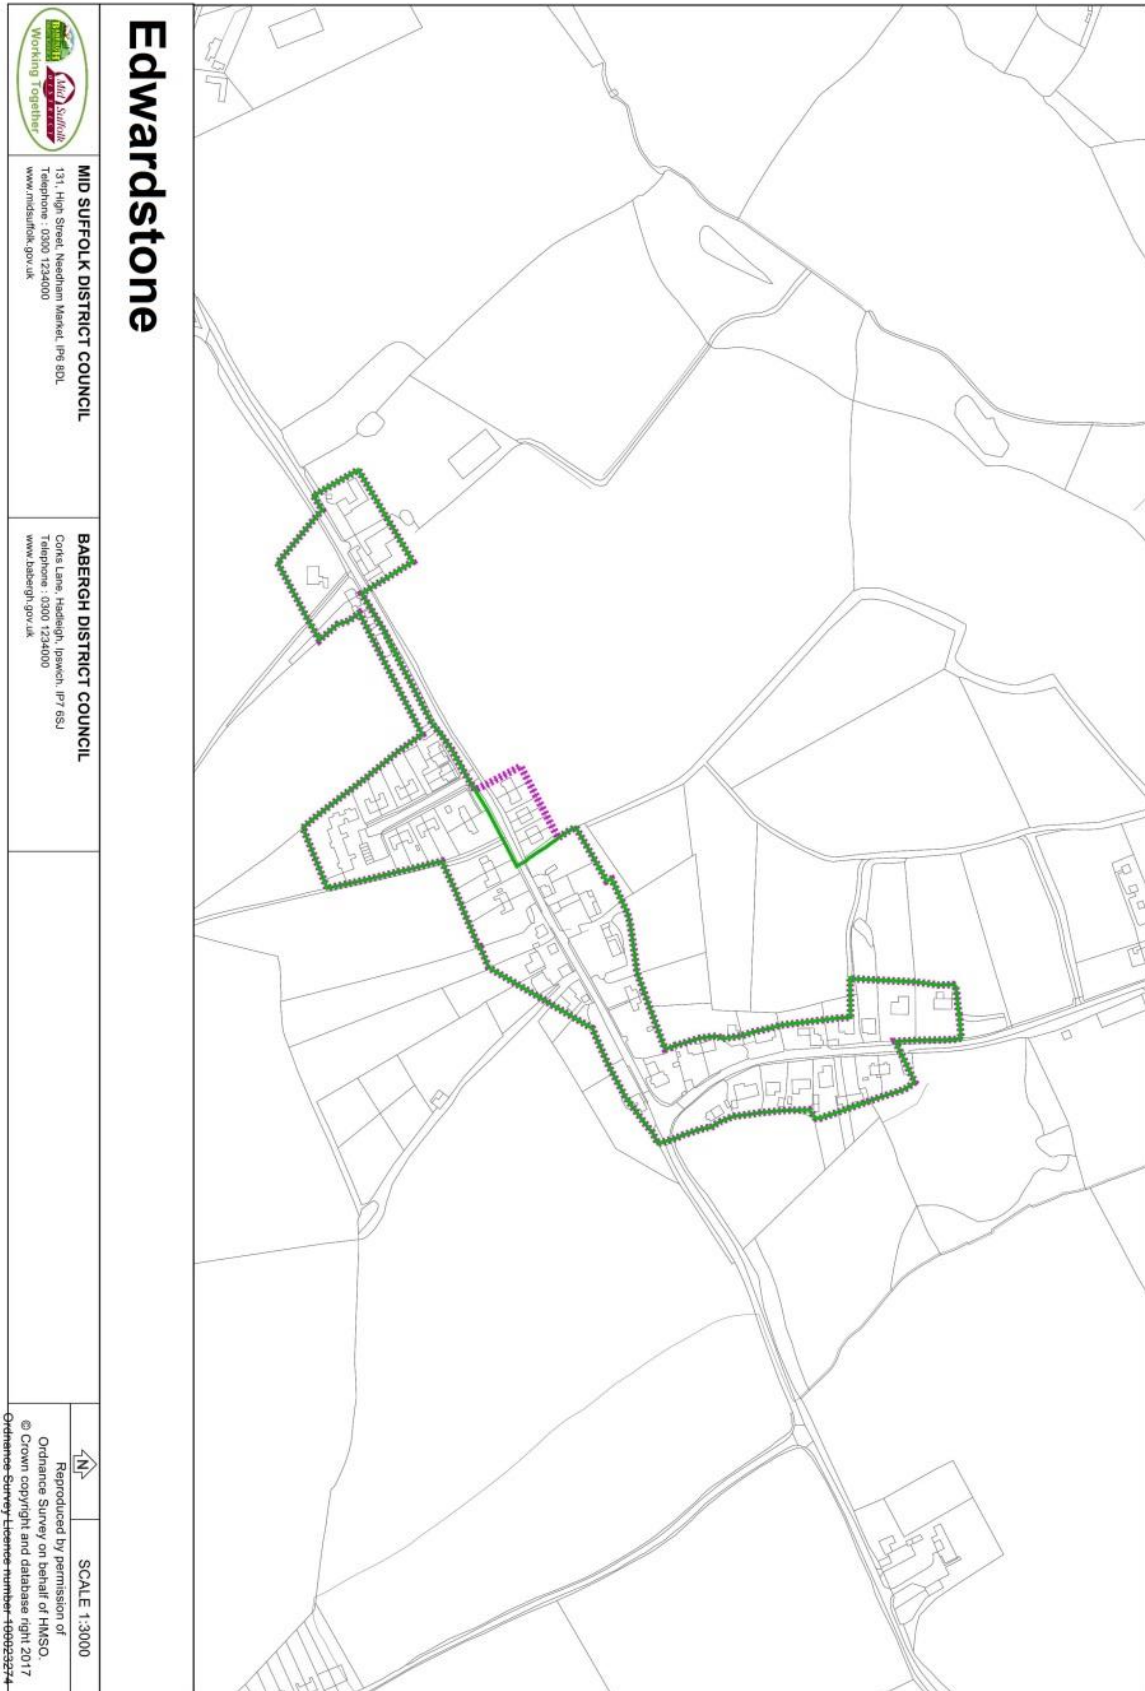 Edwardstone
BABERGH
Mid Suffolk
DISTRICT
Working Together
MID SUFFOLK DISTRICT COUNCIL
131, High Street, Needham Market, IP6 8DL
Telephone : 0300 1234000
www.midsuffolk.gov.uk
BABERGH DISTRICT COUNCIL
Corks Lane, Hadleigh, Ipswich. IP7 6SJ
Telephone : 0300 1234000
www.babergh.gov.uk
N
SCALE 1:3000
Reproduced by permission of
Ordnance Survey on behalf of HMSO.
© Crown copyright and database right 2017
Ordnance Survey Licence number 100023274